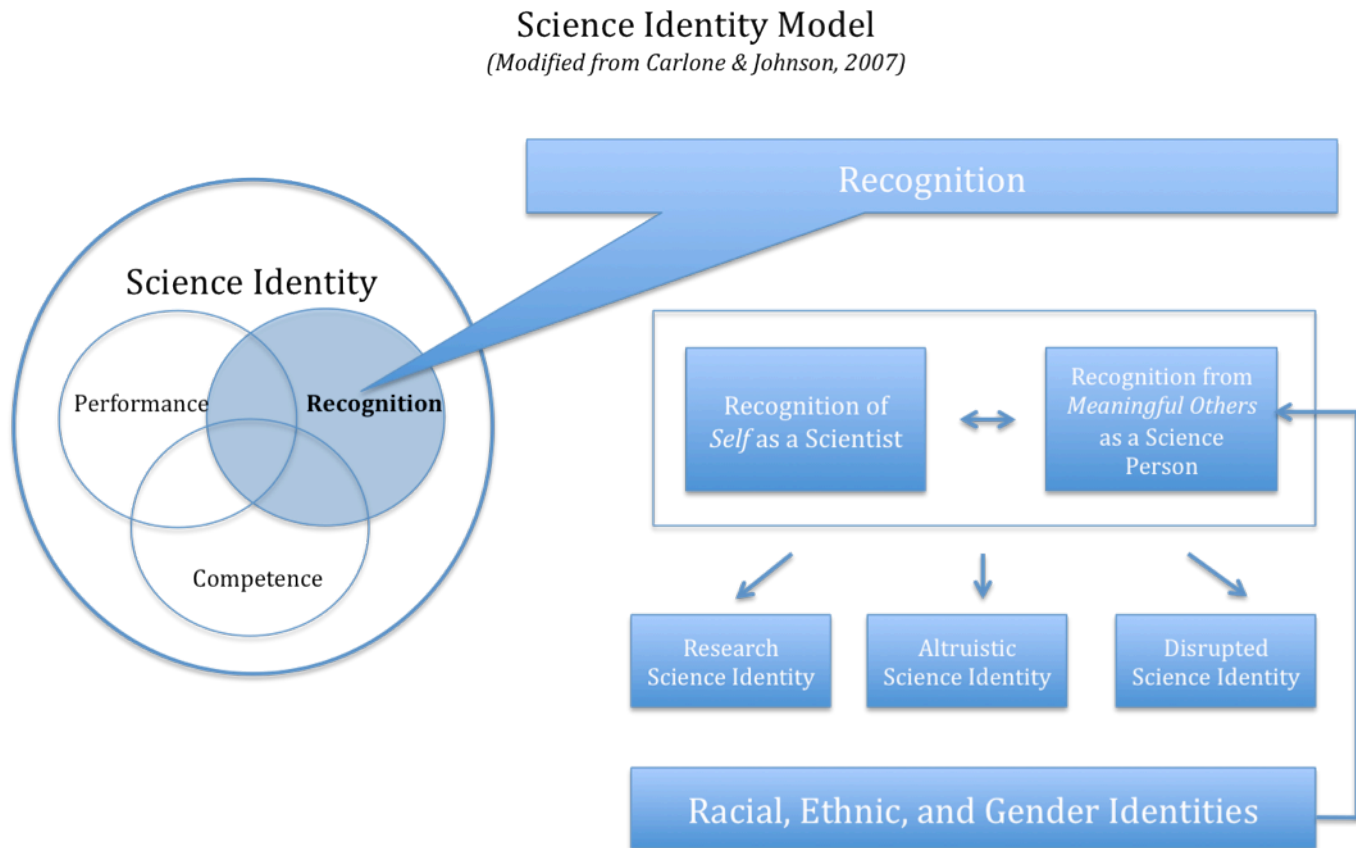 Science Identity Model
(Modified from Carlone & Johnson, 2007)
Recognition
Science Identity
Performance
Recognition
Competence
Recognition of
Self as a Scientist
Recognition from
Meaningful Others
as a Science
Person
Research
Science Identity
Altruistic
Science Identity
Disrupted
Science Identity
Racial, Ethnic, and Gender Identities